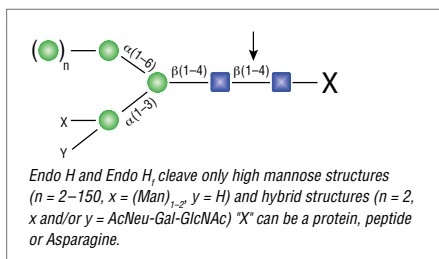 ( )n
α(1–6)
β(1–4)
β(1–4)
X
X
α(1–3)
Y
Endo H and Endo Hf cleave only high mannose structures
(n = 2–150, x = (Man)1–2, y = H) and hybrid structures (n = 2,
x and/or y = AcNeu-Gal-GlcNAc) "X" can be a protein, peptide
or Asparagine.